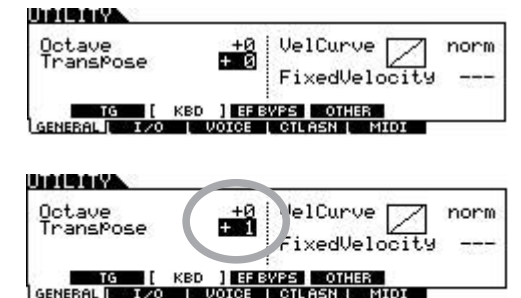 UTILITY
Octave +0 VelCurve norm
Transpose + 0
FixedVelocity ---
TG [ KBD ] EF BYPS OTHER
GENERAL I/O VOICE CTLASN MIDI
UTILITY
Octave +0 VelCurve norm
Transpose + 1
FixedVelocity ---
TG [ KBD ] EF BYPS OTHER
GENERAL I/O VOICE CTLASN MIDI